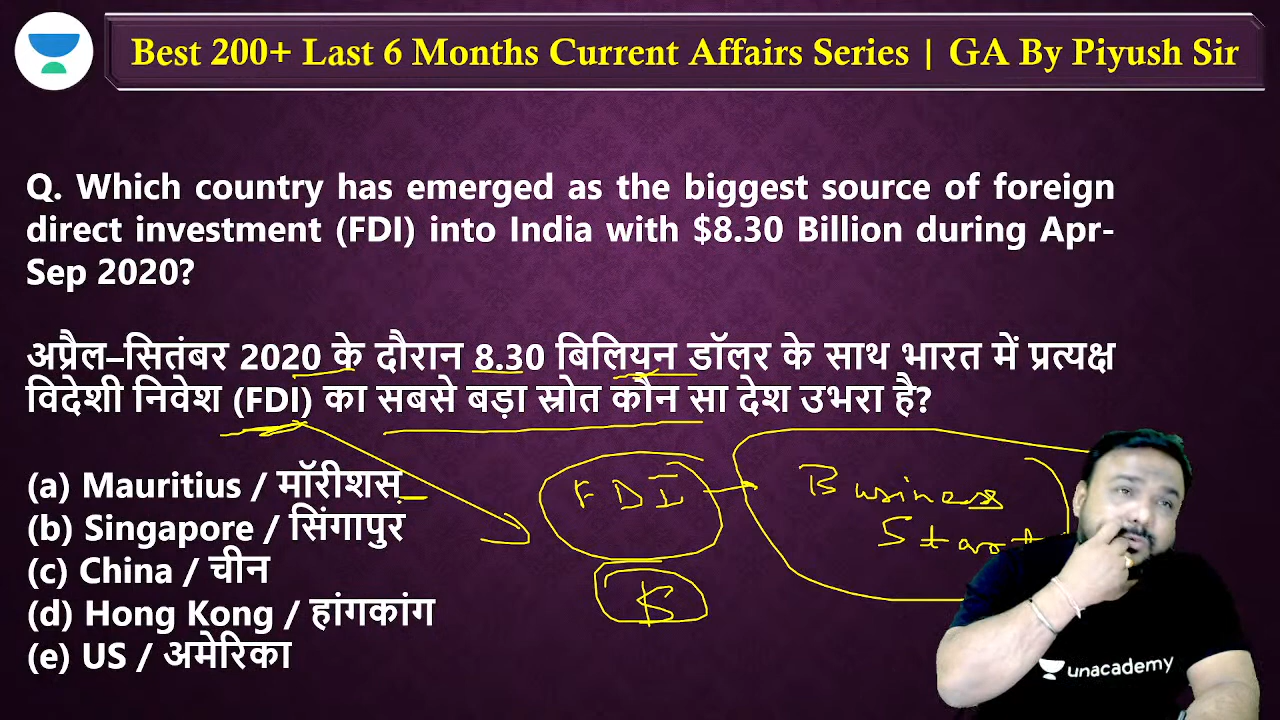 Best 200+ Last 6 Months Current Affairs Series | GA By Piyush Sir
Q. Which country has emerged as the biggest source of foreign
direct investment (FDI) into India with $8.30 Billion during Apr-
Sep 2020?
अप्रैल–सितंबर 2020 के दौरान 8.30 बिलियन डॉलर के साथ भारत में प्रत्यक्ष
विदेशी निवेश (FDI) का सबसे बड़ा स्रोत कौन सा देश उभरा है?
(a) Mauritius / मॉरीशस
(b) Singapore / सिंगापुर
(c) China / चीन
(d) Hong Kong / हांगकांग
(e) US / अमेरिका
FDI
Business
Start
$
unacademy